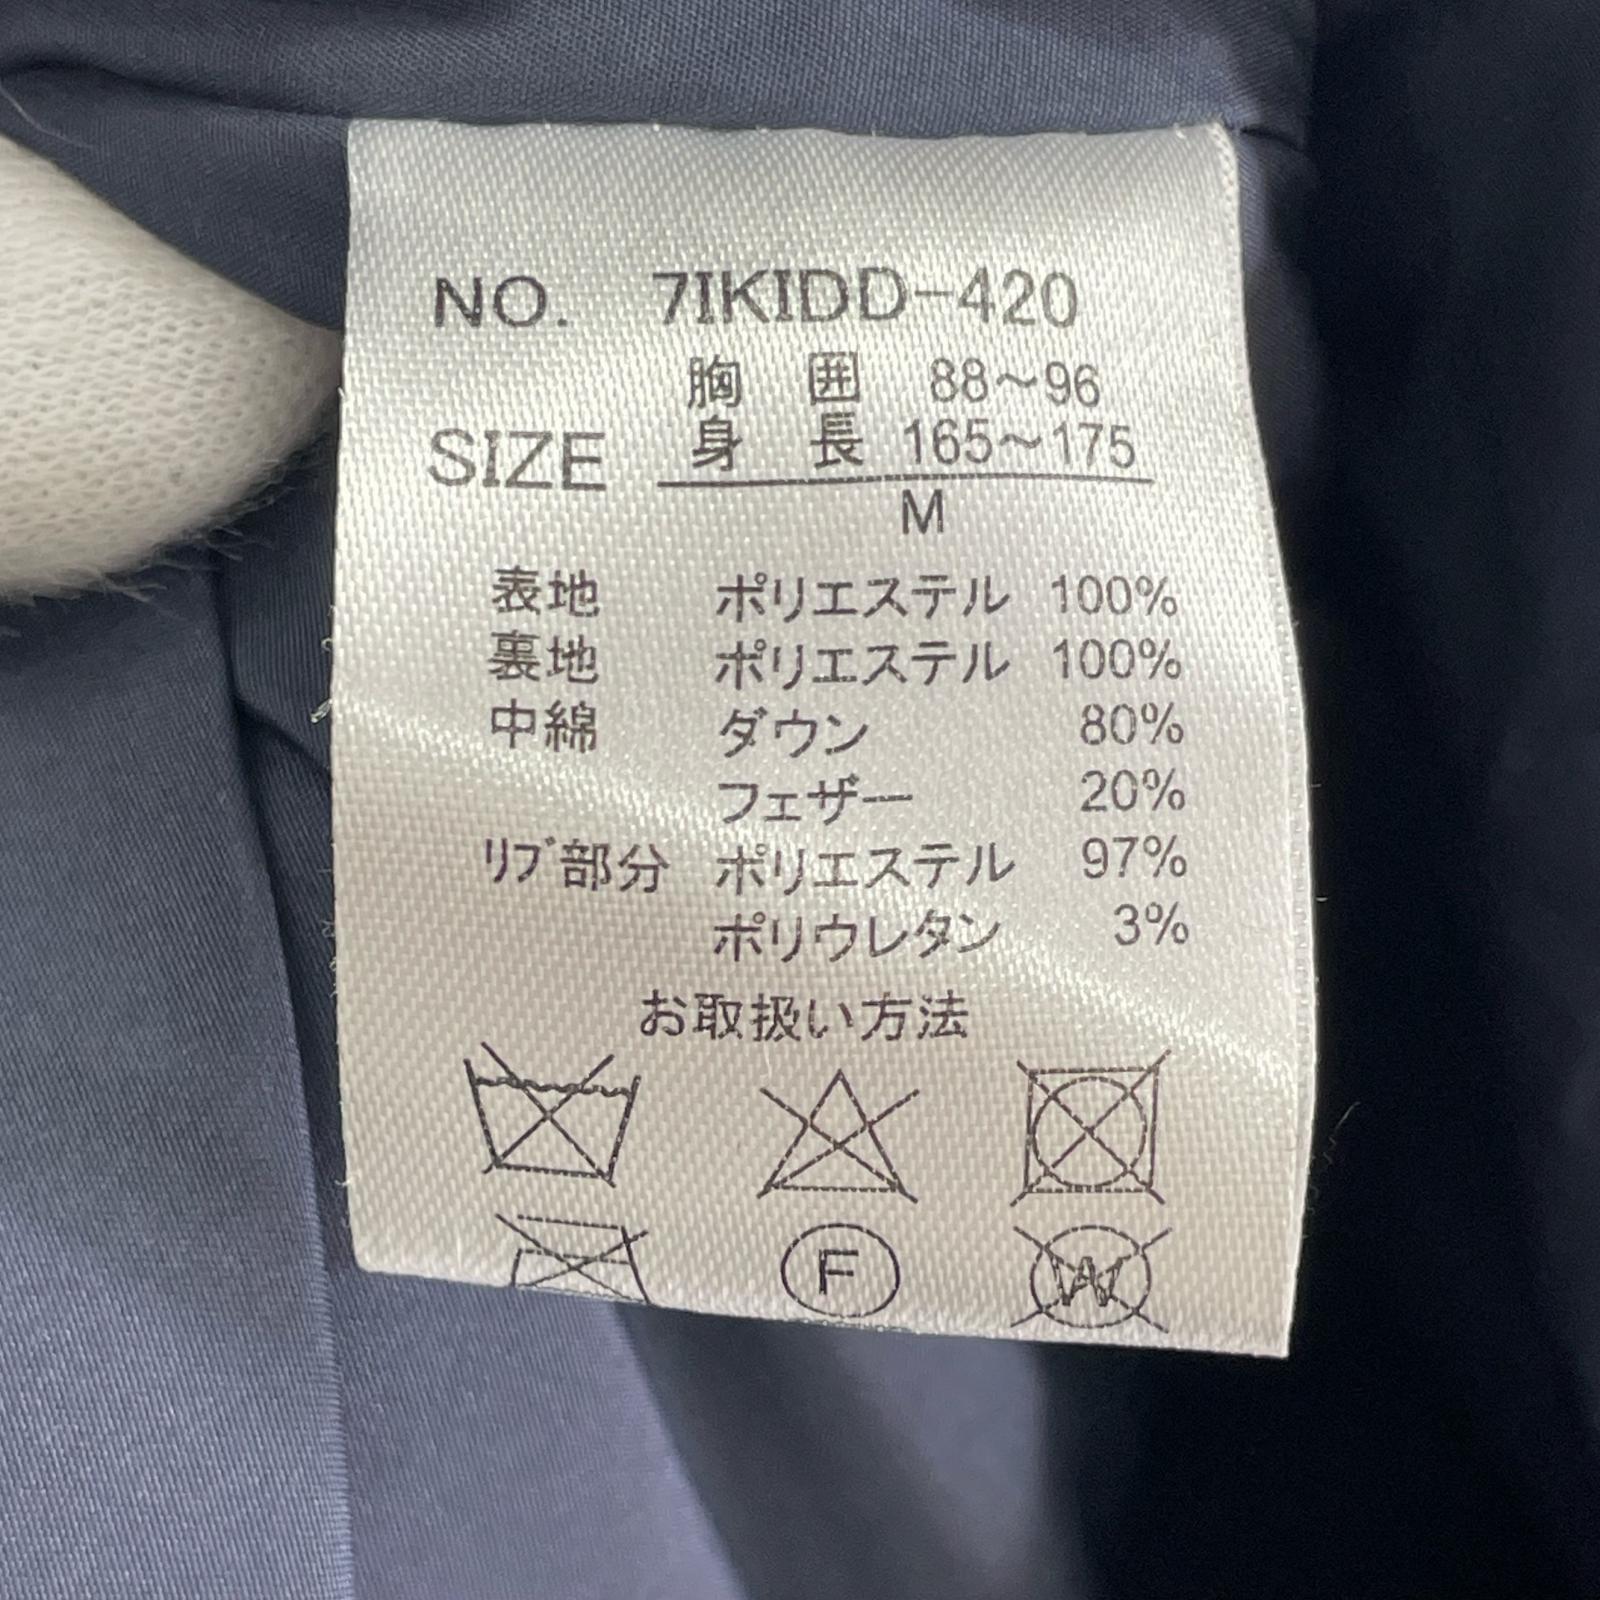 NO. 7IKIDD-420
胸 囲 88～96
SIZE 身 長 165～175
M
表地 ポリエステル 100%
裏地 ポリエステル 100%
中綿 ダウン 80%
フェザー 20%
ﾘﾌﾞ部分 ポリエステル 97%
ポリウレタン 3%
お取扱い方法
F W